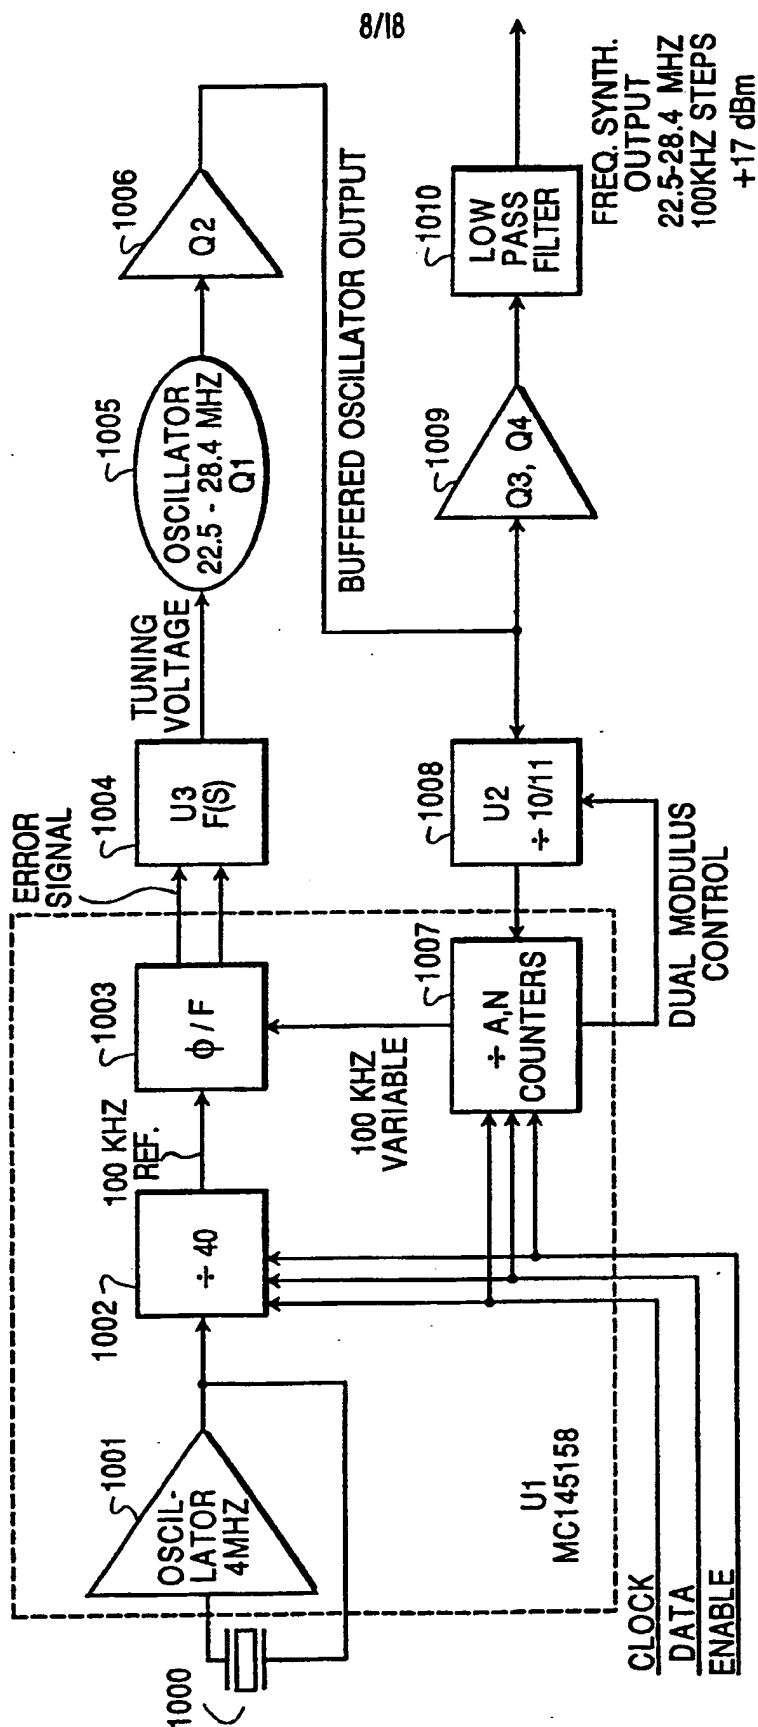 8/18
1000
1001
OSCIL-
LATOR
4MHZ
1002
÷ 40
100 KHZ
REF.
1003
ϕ / F
ERROR
SIGNAL
1004
U3
F(S)
TUNING
VOLTAGE
1005
OSCILLATOR
22.5 - 28.4 MHZ
Q1
1006
Q2
BUFFERED OSCILLATOR OUTPUT
100 KHZ
VARIABLE
1007
÷ A,N
COUNTERS
1008
U2
÷ 10/11
DUAL MODULUS
CONTROL
1009
Q3, Q4
1010
LOW
PASS
FILTER
FREQ. SYNTH.
OUTPUT
22.5-28.4 MHZ
100KHZ STEPS
+17 dBm
U1
MC145158
CLOCK
DATA
ENABLE